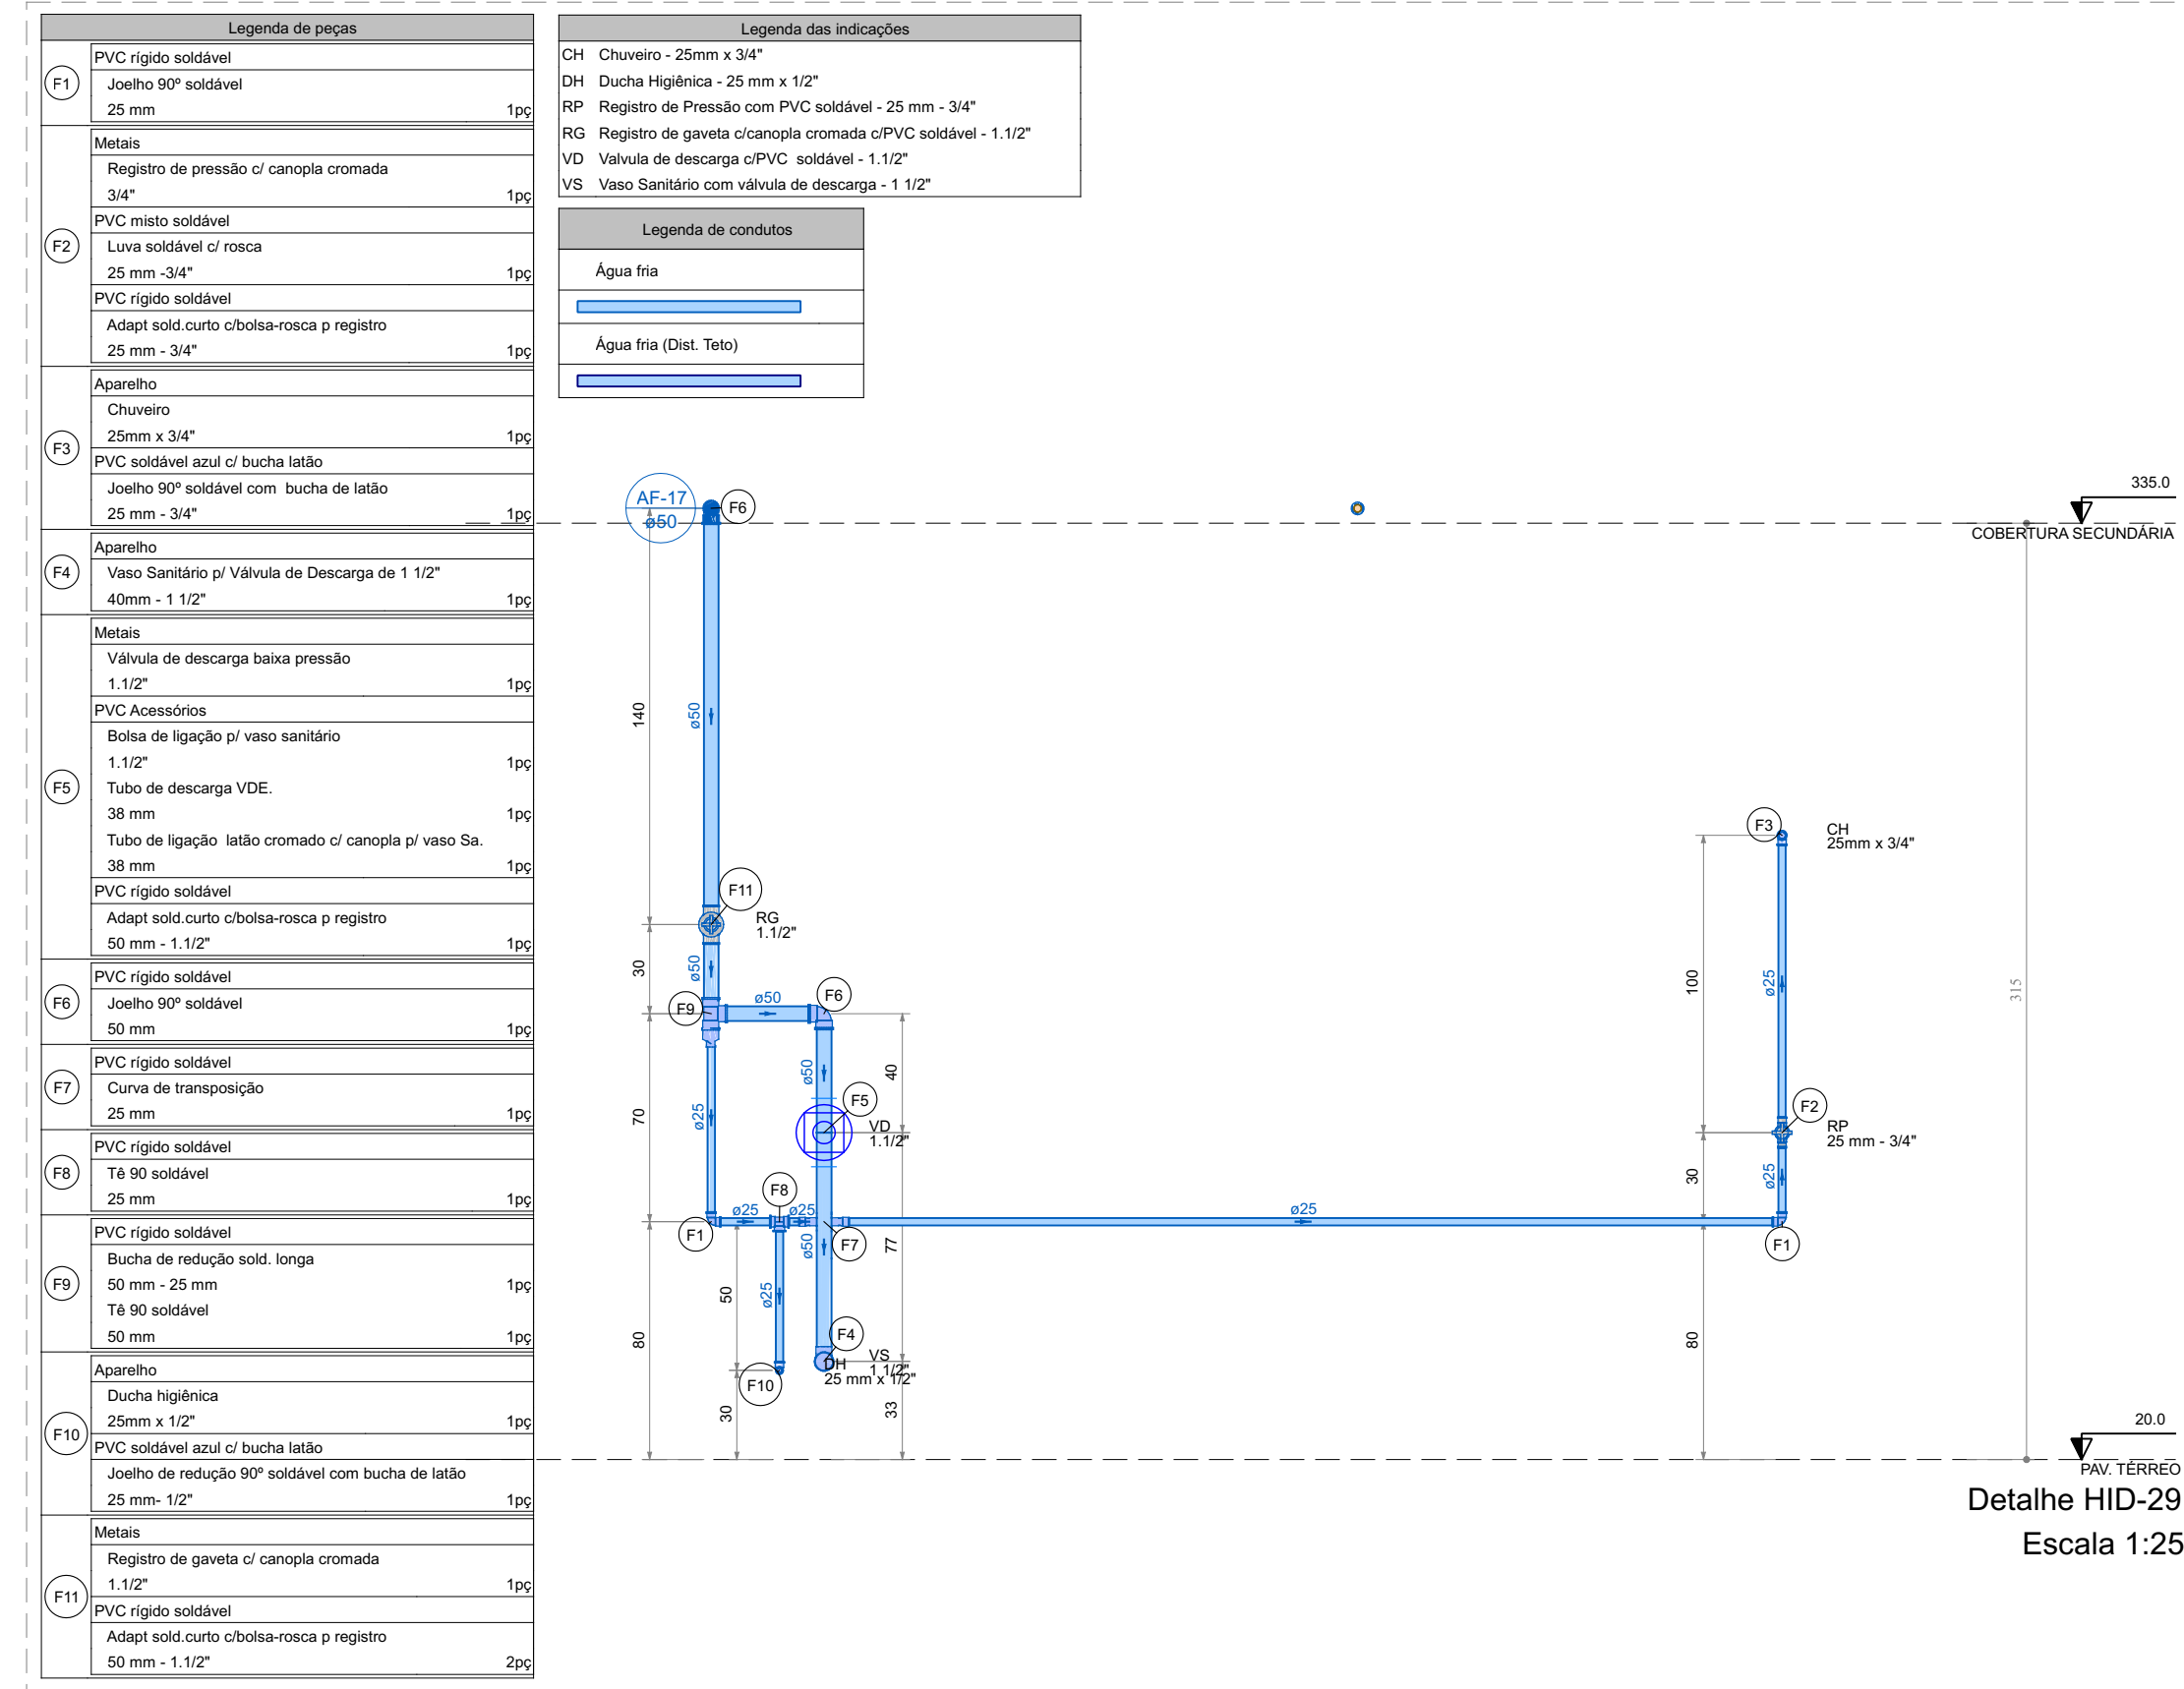 Legenda de peças
F1
PVC rígido soldável
Joelho 90º soldável
25 mm 1pç
F2
Metais
Registro de pressão c/ canopla cromada
3/4" 1pç
PVC misto soldável
Luva soldável c/ rosca
25 mm -3/4" 1pç
PVC rígido soldável
Adapt sold.curto c/bolsa-rosca p registro
25 mm - 3/4" 1pç
F3
Aparelho
Chuveiro
25mm x 3/4" 1pç
PVC soldável azul c/ bucha latão
Joelho 90º soldável com bucha de latão
25 mm - 3/4" 1pç
F4
Aparelho
Vaso Sanitário p/ Válvula de Descarga de 1 1/2"
40mm - 1 1/2" 1pç
F5
Metais
Válvula de descarga baixa pressão
1.1/2" 1pç
PVC Acessórios
Bolsa de ligação p/ vaso sanitário
1.1/2" 1pç
Tubo de descarga VDE.
38 mm 1pç
Tubo de ligação latão cromado c/ canopla p/ vaso Sa.
38 mm 1pç
PVC rígido soldável
Adapt sold.curto c/bolsa-rosca p registro
50 mm - 1.1/2" 1pç
F6
PVC rígido soldável
Joelho 90º soldável
50 mm 1pç
F7
PVC rígido soldável
Curva de transposição
25 mm 1pç
F8
PVC rígido soldável
Tê 90 soldável
25 mm 1pç
F9
PVC rígido soldável
Bucha de redução sold. longa
50 mm - 25 mm 1pç
Tê 90 soldável
50 mm 1pç
F10
Aparelho
Ducha higiênica
25mm x 1/2" 1pç
PVC soldável azul c/ bucha latão
Joelho de redução 90º soldável com bucha de latão
25 mm- 1/2" 1pç
F11
Metais
Registro de gaveta c/ canopla cromada
1.1/2" 1pç
PVC rígido soldável
Adapt sold.curto c/bolsa-rosca p registro
50 mm - 1.1/2" 2pç
Legenda das indicações
CH Chuveiro - 25mm x 3/4"
DH Ducha Higiênica - 25 mm x 1/2"
RP Registro de Pressão com PVC soldável - 25 mm - 3/4"
RG Registro de gaveta c/canopla cromada c/PVC soldável - 1.1/2"
VD Valvula de descarga c/PVC soldável - 1.1/2"
VS Vaso Sanitário com válvula de descarga - 1 1/2"
Legenda de condutos
Água fria
Água fria (Dist. Teto)
AF-17
ø50
F6
335.0
COBERTURA SECUNDÁRIA
140
ø50
F11
RG
1.1/2"
30
ø50
F9
ø50
F6
70
ø25
ø50
40
F5
VD
1.1/2"
F8
ø25
ø25
F1
ø50
F7
77
ø25
80
50
ø25
F4
VS
1 1/2"
DH
25 mm x 1/2"
F10
30
33
F3
CH
25mm x 3/4"
100
ø25
F2
RP
25 mm - 3/4"
30
ø25
F1
80
315
20.0
PAV. TÉRREO
Detalhe HID-29
Escala 1:25